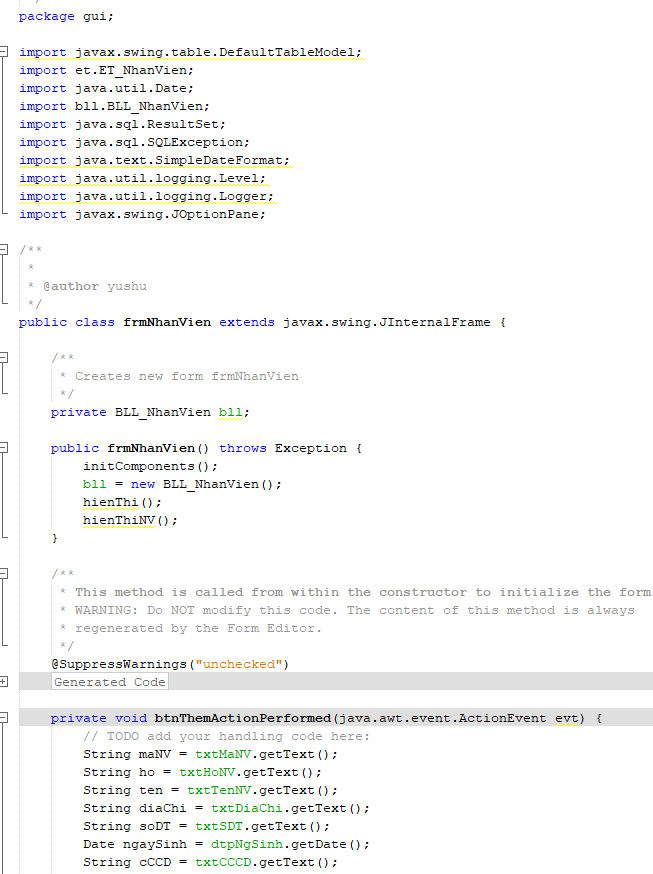 */
package gui;
import javax.swing.table.DefaultTableModel;
import et.ET_NhanVien;
import java.util.Date;
import bll.BLL_NhanVien;
import java.sql.ResultSet;
import java.sql.SQLException;
import java.text.SimpleDateFormat;
import java.util.logging.Level;
import java.util.logging.Logger;
import javax.swing.JOptionPane;
/**
*
* @author yushu
*/
public class frmNhanVien extends javax.swing.JInternalFrame {
/**
* Creates new form frmNhanVien
*/
private BLL_NhanVien bll;
public frmNhanVien() throws Exception {
initComponents();
bll = new BLL_NhanVien();
hienThi();
hienThiNV();
}
/**
* This method is called from within the constructor to initialize the form
* WARNING: Do NOT modify this code. The content of this method is always
* regenerated by the Form Editor.
*/
@SuppressWarnings("unchecked")
Generated Code
private void btnThemActionPerformed(java.awt.event.ActionEvent evt) {
// TODO add your handling code here:
String maNV = txtMaNV.getText();
String ho = txtHoNV.getText();
String ten = txtTenNV.getText();
String diaChi = txtDiaChi.getText();
String soDT = txtSDT.getText();
Date ngaySinh = dtpNgSinh.getDate();
String cCCD = txtCCCD.getText();